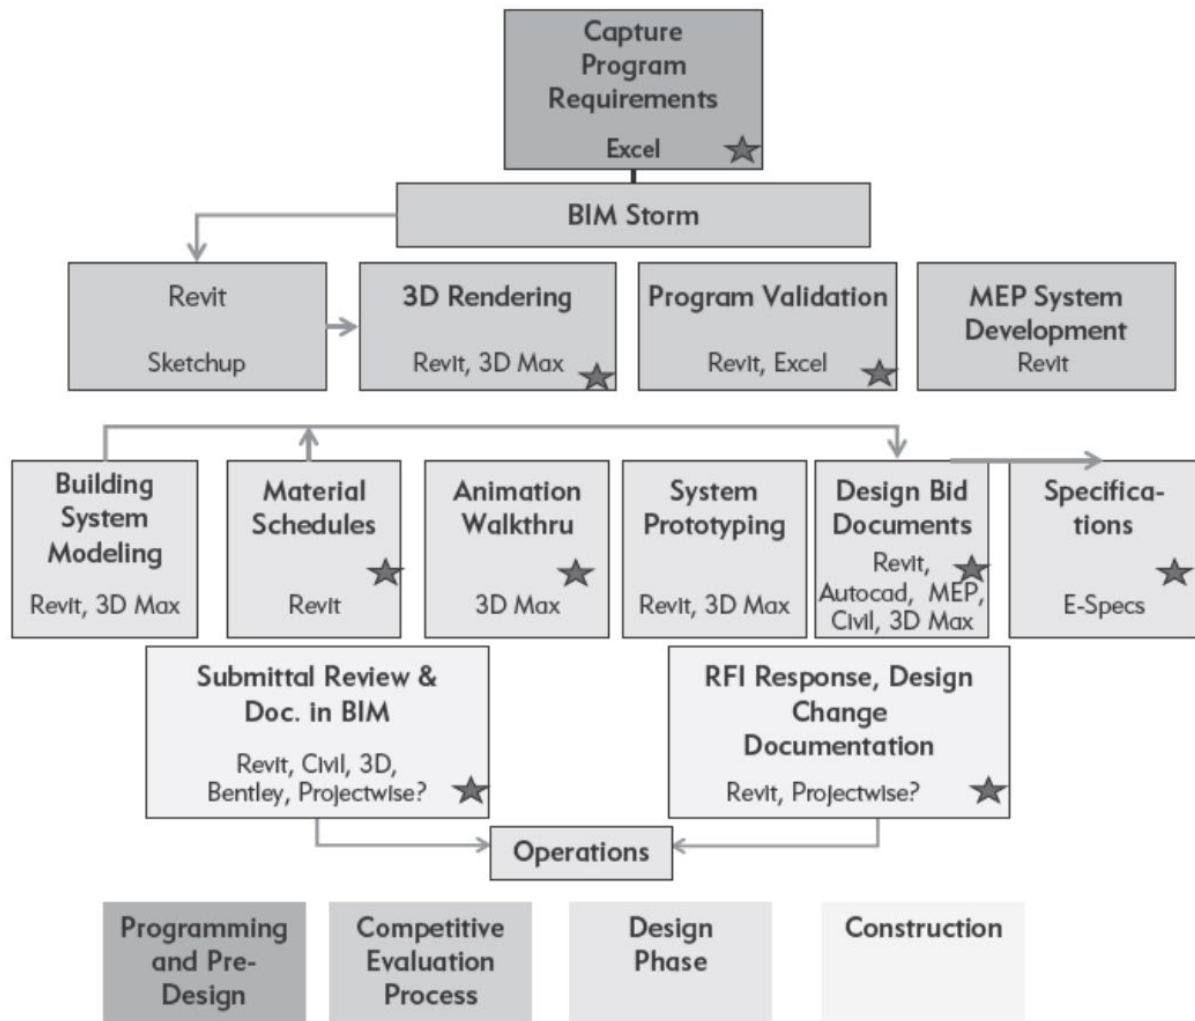 Capture
Program
Requirements
Excel
BIM Storm
Revit
Sketchup
3D Rendering
Revit, 3D Max
Program Validation
Revit, Excel
MEP System
Development
Revit
Building
System
Modeling
Revit, 3D Max
Material
Schedules
Revit
Animation
Walkthru
3D Max
System
Prototyping
Revit, 3D Max
Design Bid
Documents
Revit,
Autocad, MEP,
Civil, 3D Max
Specifica-
tions
E-Specs
Submittal Review &
Doc. in BIM
Revit, Civil, 3D,
Bentley, Projectwise?
RFI Response, Design
Change
Documentation
Revit, Projectwise?
Operations
Programming
and Pre-
Design
Competitive
Evaluation
Process
Design
Phase
Construction